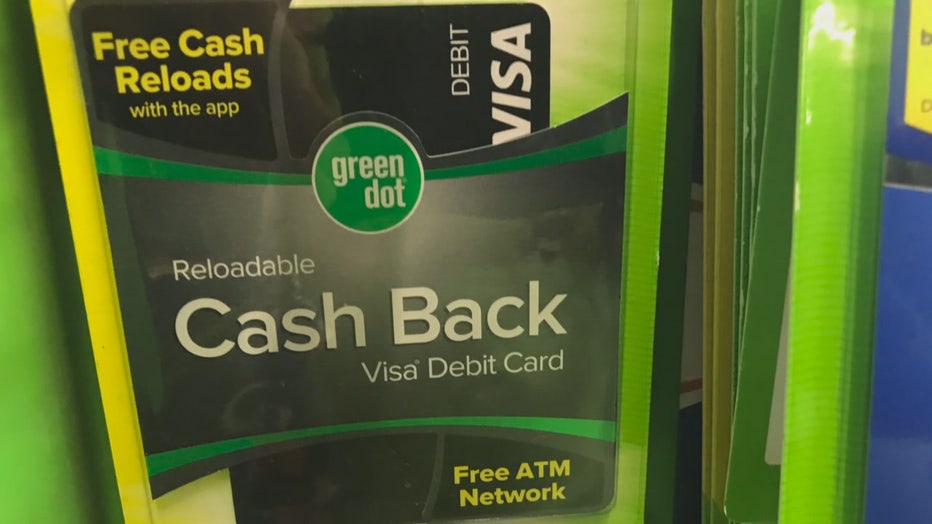 Free Cash
Reloads
with the app
DEBIT
VISA
green
dot
Reloadable
Cash Back
Visa® Debit Card
Free ATM
Network